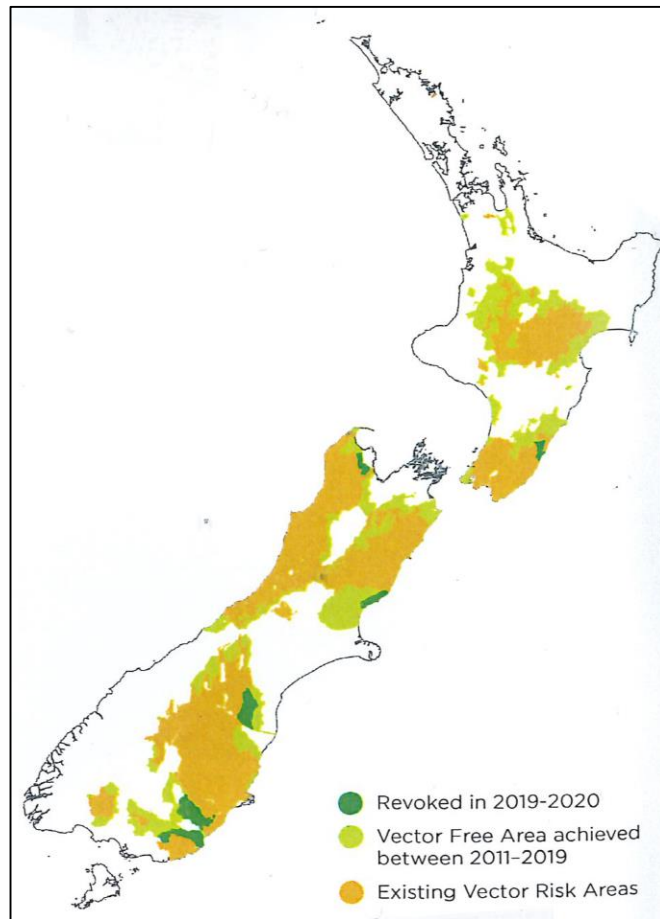 Revoked in 2019-2020
Vector Free Area achieved
between 2011–2019
Existing Vector Risk Areas